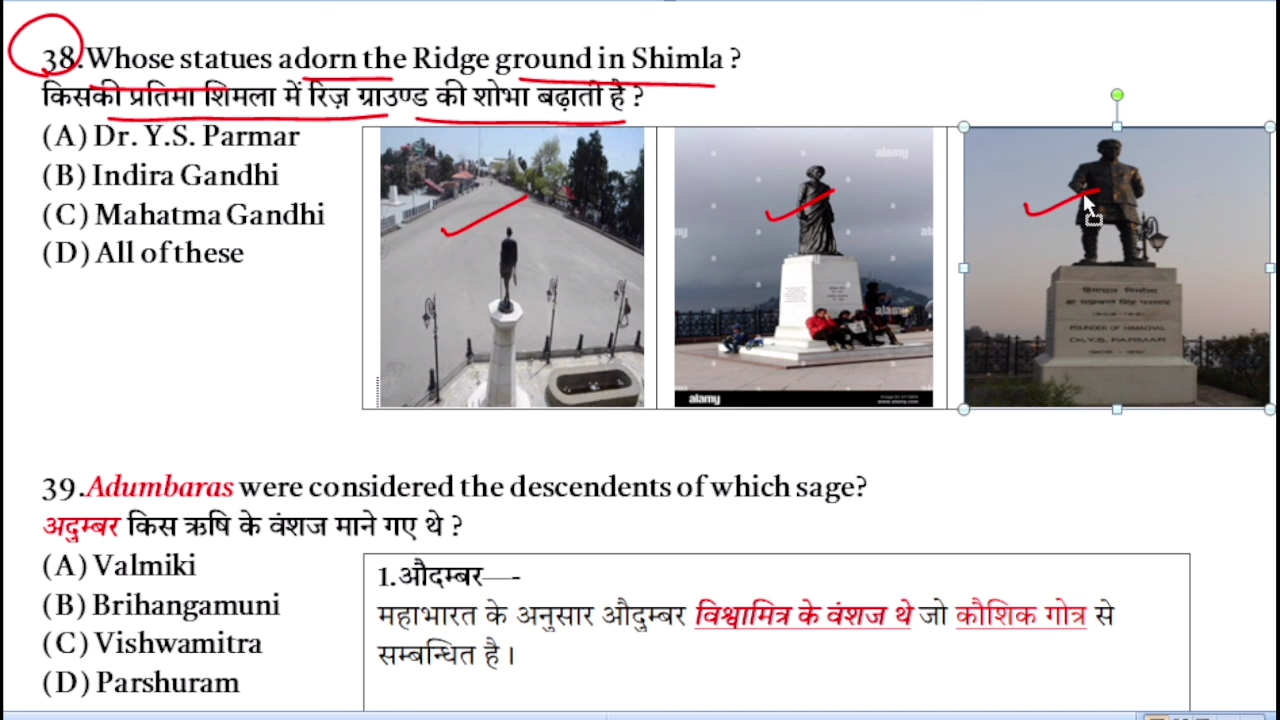 38.Whose statues adorn the Ridge ground in Shimla ?
किसकी प्रतिमा शिमला में रिज़ ग्राउण्ड की शोभा बढ़ाती है ?
(A) Dr. Y.S. Parmar
(B) Indira Gandhi
(C) Mahatma Gandhi
(D) All of these
alamy
alamy
alamy
alamy
हिमाचल निर्माता
FOUNDER OF HIMACHAL
DR.Y.S. PARMAR
39.Adumbaras were considered the descendents of which sage?
अदुम्बर किस ऋषि के वंशज माने गए थे ?
(A) Valmiki
(B) Brihangamuni
(C) Vishwamitra
(D) Parshuram
1.औदम्बर—-
महाभारत के अनुसार औदुम्बर विश्वामित्र के वंशज थे जो कौशिक गोत्र से
सम्बन्धित है ।